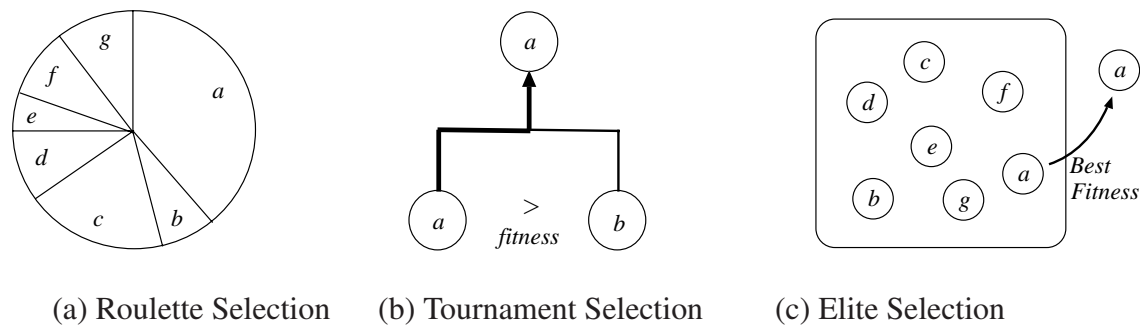 g
f
a
e
d
c
b
(a) Roulette Selection
a
a
>
fitness
b
(b) Tournament Selection
c
d
f
e
a
b
g
a
Best
Fitness
(c) Elite Selection